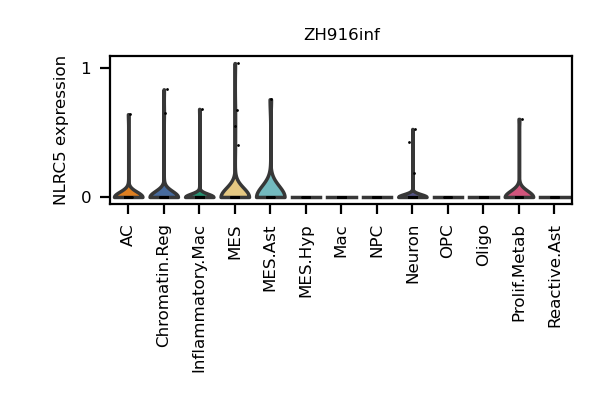 ZH916inf
NLRC5 expression
1
0
AC
Chromatin.Reg
Inflammatory.Mac
MES
MES.Ast
MES.Hyp
Mac
NPC
Neuron
OPC
Oligo
Prolif.Metab
Reactive.Ast